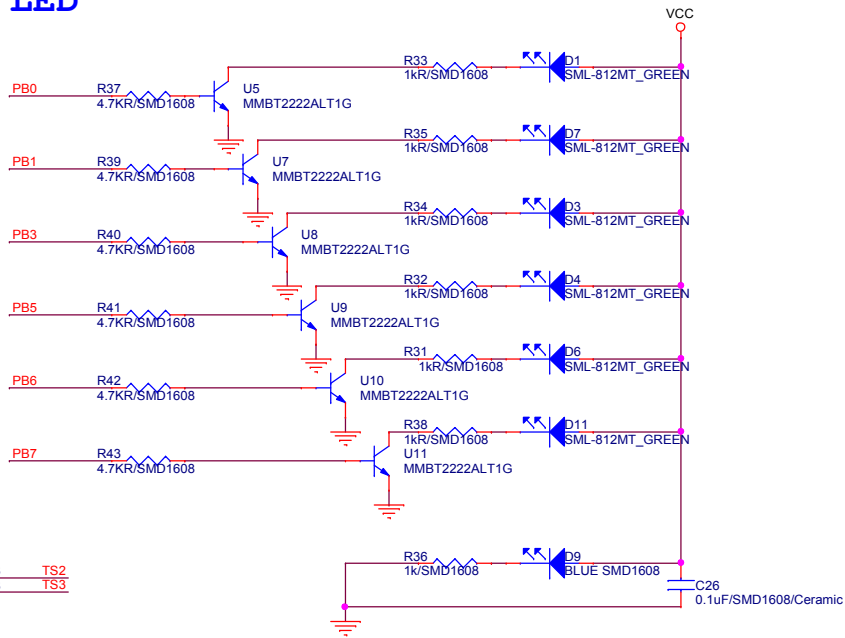 LED
VCC
R33
1kR/SMD1608
D1
SML-812MT_GREEN
PB0
R37
4.7KR/SMD1608
U5
MMBT2222ALT1G
R35
1kR/SMD1608
D7
SML-812MT_GREEN
PB1
R39
4.7KR/SMD1608
U7
MMBT2222ALT1G
R34
1kR/SMD1608
D3
SML-812MT_GREEN
PB3
R40
4.7KR/SMD1608
U8
MMBT2222ALT1G
R32
1kR/SMD1608
D4
SML-812MT_GREEN
PB5
R41
4.7KR/SMD1608
U9
MMBT2222ALT1G
R31
1kR/SMD1608
D6
SML-812MT_GREEN
PB6
R42
4.7KR/SMD1608
U10
MMBT2222ALT1G
R38
1kR/SMD1608
D11
SML-812MT_GREEN
PB7
R43
4.7KR/SMD1608
U11
MMBT2222ALT1G
R36
1k/SMD1608
D9
BLUE SMD1608
TS2
TS3
C26
0.1uF/SMD1608/Ceramic